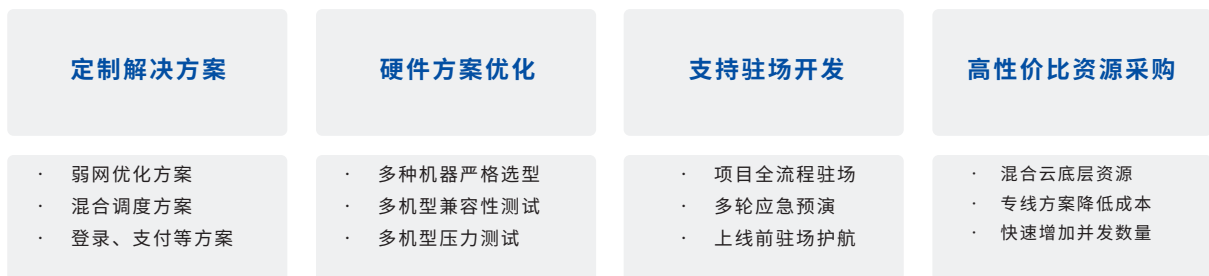 定制解决方案
· 弱网优化方案
· 混合调度方案
· 登录、支付等方案
硬件方案优化
· 多种机器严格选型
· 多机型兼容性测试
· 多机型压力测试
支持驻场开发
· 项目全流程驻场
· 多轮应急预演
· 上线前驻场护航
高性价比资源采购
· 混合云底层资源
· 专线方案降低成本
· 快速增加并发数量